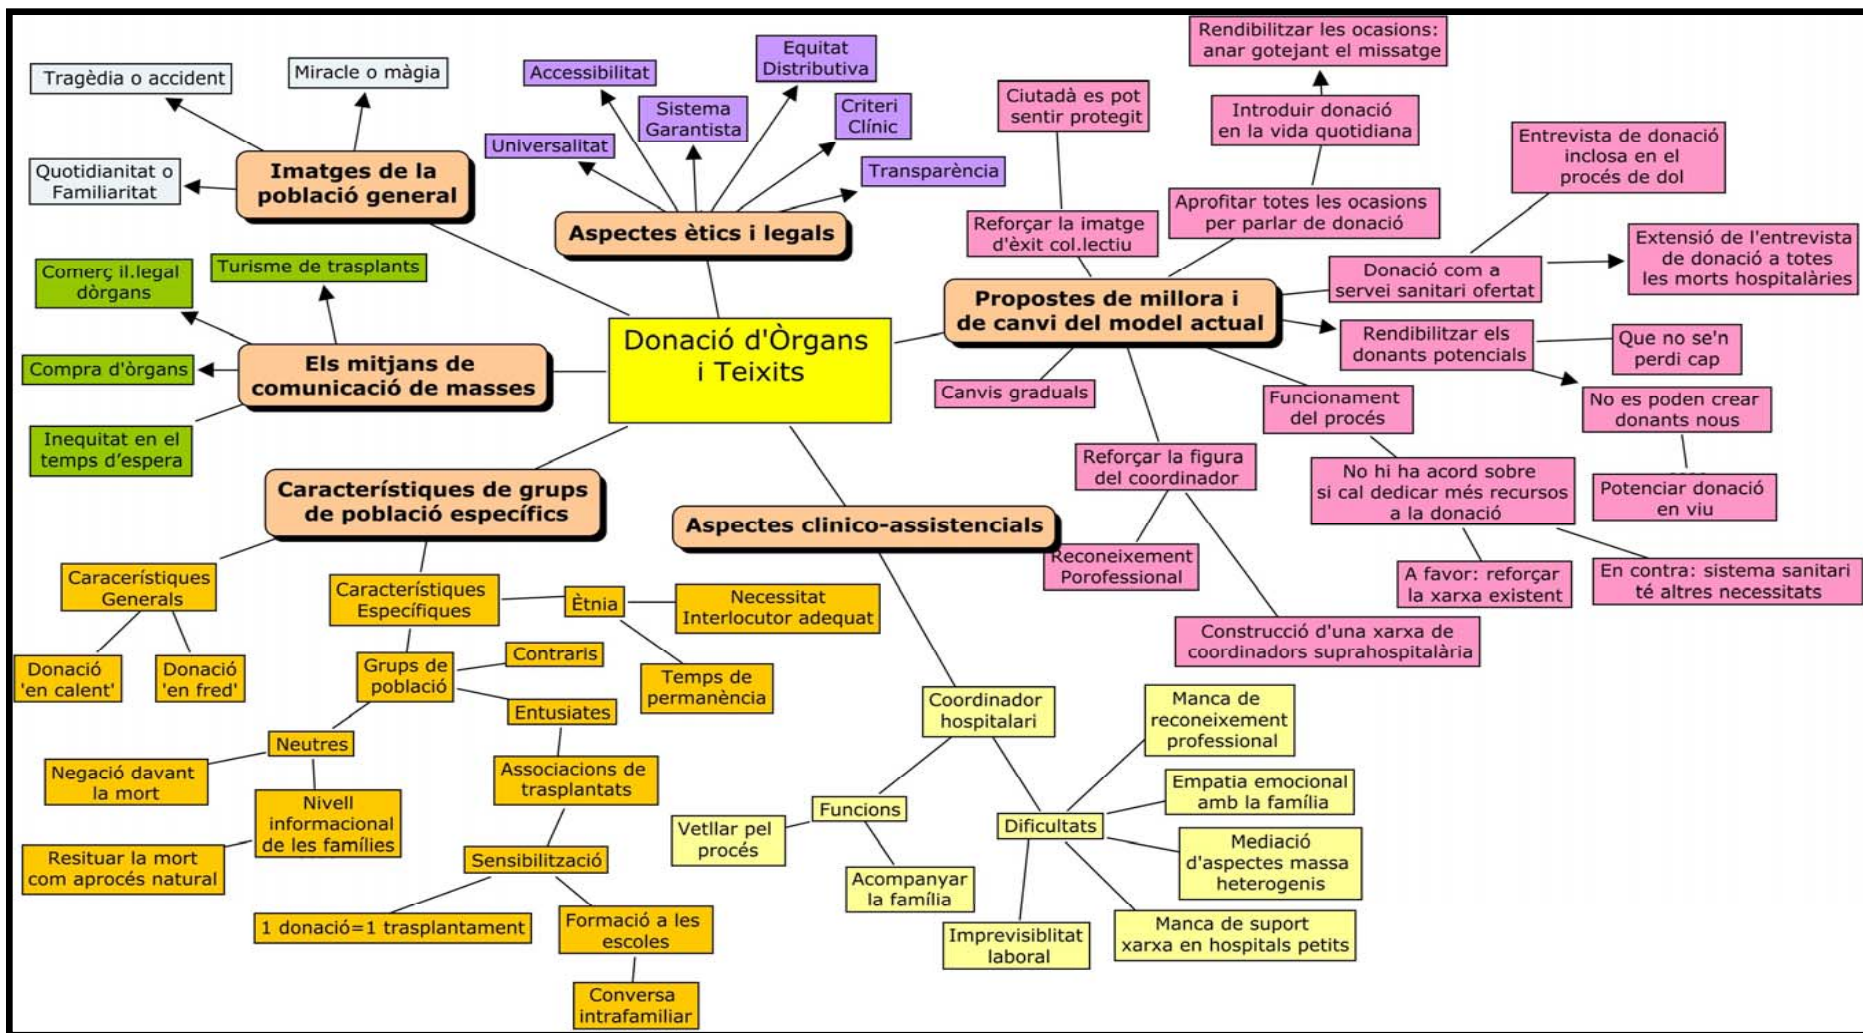 Donació d'Òrgans
i Teixits
Imatges de la
població general
Tragèdia o accident
Miracle o màgia
Quotidianitat o
Familiaritat
Aspectes ètics i legals
Universalitat
Accessibilitat
Sistema
Garantista
Equitat
Distributiva
Criteri
Clínic
Transparència
Els mitjans de
comunicació de masses
Comerç il.legal
dòrgans
Turisme de trasplants
Compra d'òrgans
Inequitat en el
temps d'espera
Propostes de millora i
de canvi del model actual
Reforçar la imatge
d'èxit col.lectiu
Ciutadà es pot
sentir protegit
Aprofitar totes les ocasions
per parlar de donació
Introduir donació
en la vida quotidiana
Rendibilitzar les ocasions:
anar gotejant el missatge
Donació com a
servei sanitari ofertat
Entrevista de donació
inclosa en el
procés de dol
Extensió de l'entrevista
de donació a totes
les morts hospitalàries
Rendibilitzar els
donants potencials
Que no se'n
perdi cap
No es poden crear
donants nous
Potenciar donació
en viu
Canvis graduals
Funcionament
del procés
No hi ha acord sobre
si cal dedicar més recursos
a la donació
A favor: reforçar
la xarxa existent
En contra: sistema sanitari
té altres necessitats
Reforçar la figura
del coordinador
Reconeixement
Porofessional
Construcció d'una xarxa de
coordinadors suprahospitalària
Característiques de grups
de població específics
Caracerístiques
Generals
Donació
'en calent'
Donació
'en fred'
Característiques
Específiques
Ètnia
Necessitat
Interlocutor adequat
Temps de
permanència
Grups de
població
Contraris
Entusiates
Neutres
Negació davant
la mort
Nivell
informacional
de les famílies
Resituar la mort
com aprocés natural
Associacions de
trasplantats
Sensibilització
1 donació=1 trasplantament
Formació a les
escoles
Conversa
intrafamiliar
Aspectes clinico-assistencials
Coordinador
hospitalari
Funcions
Vetllar pel
procés
Acompanyar
la família
Dificultats
Manca de
reconeixement
professional
Empatia emocional
amb la família
Mediació
d'aspectes massa
heterogenis
Manca de suport
xarxa en hospitals petits
Imprevisiblitat
laboral